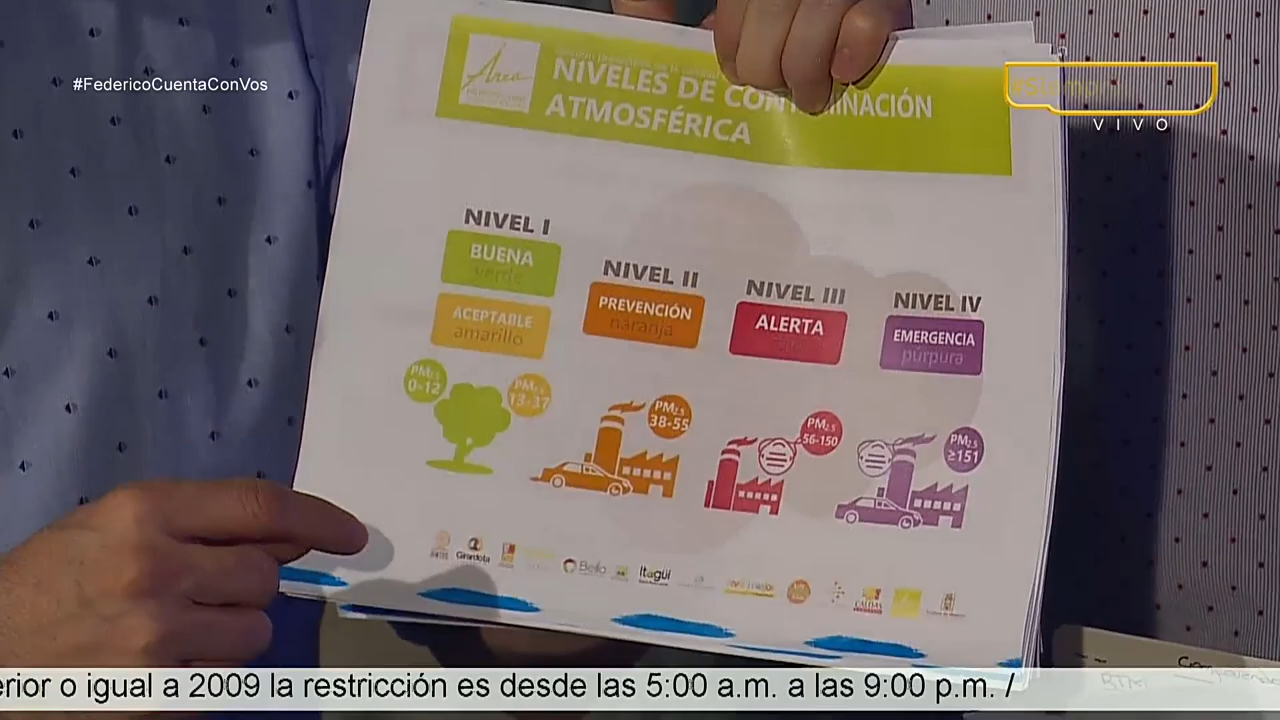 #FedericoCuentaConVos
VIVO
Area
NIVELES DE
ATMOSFÉRICA
NIVEL I
BUENA
verde
ACEPTABLE
amarillo
NIVEL II
PREVENCIÓN
naranja
NIVEL III
ALERTA
NIVEL IV
EMERGENCIA
púrpura
PM2.5
0-12
PM2.5
13-37
PM2.5
38-55
PM2.5
56-150
PM2.5
≥151
Girardota
Bello
Itagüí
CALDAS
erior o igual a 2009 la restricción es desde las 5:00 a.m. a las 9:00 p.m. /